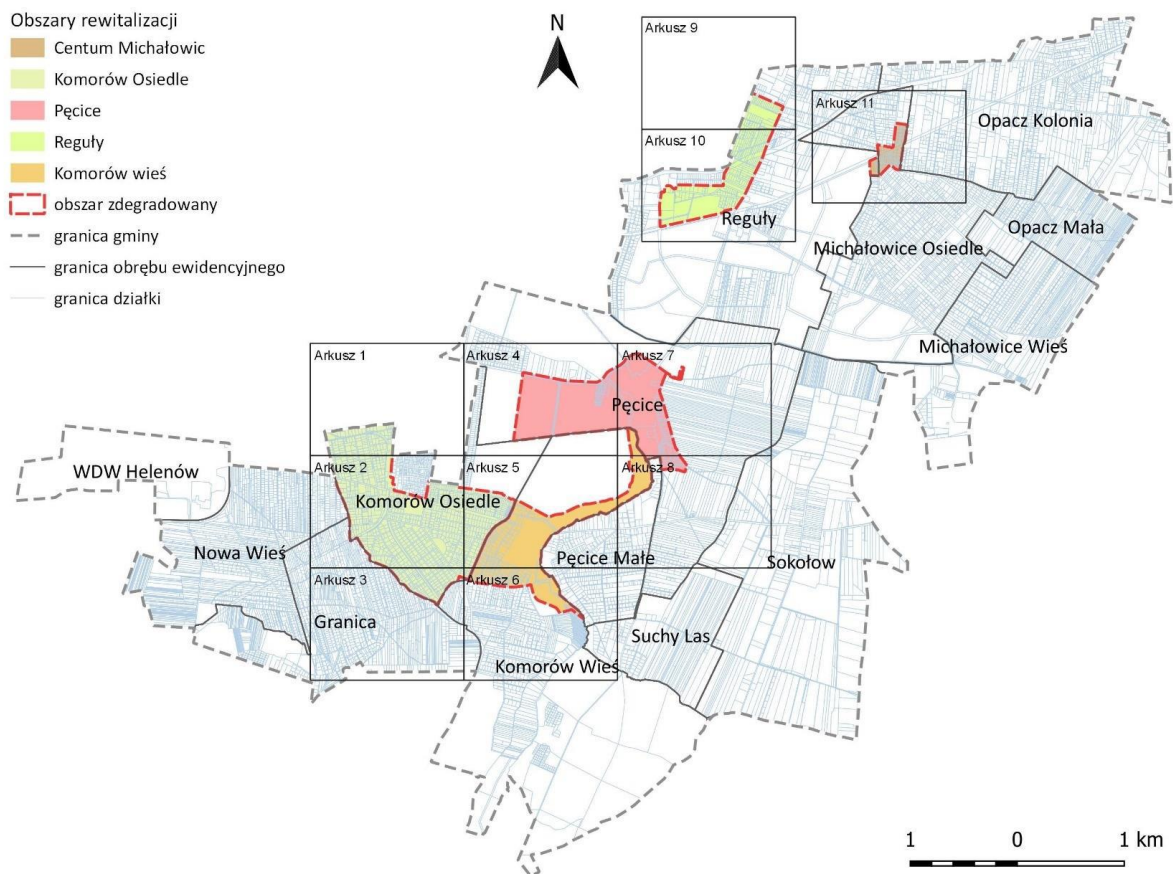 Obszary rewitalizacji
Centum Michałowic
Komorów Osiedle
Pęcice
Reguły
Komorów wieś
obszar zdegradowany
granica gminy
granica obrębu ewidencyjnego
granica działki
N
Arkusz 9
Arkusz 11
Opacz Kolonia
Arkusz 10
Reguły
Opacz Mała
Michałowice Osiedle
Michałowice Wieś
Arkusz 1
Arkusz 4
Arkusz 7
Pęcice
WDW Helenów
Arkusz 2
Arkusz 5
Arkusz 8
Komorów Osiedle
Nowa Wieś
Pęcice Małe
Sokołow
Arkusz 3
Arkusz 6
Granica
Suchy Las
Komorów Wieś
1 0 1 km